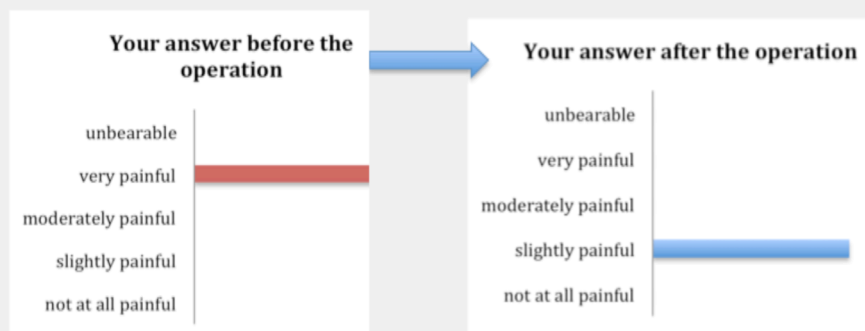 Your answer before the
operation
unbearable
very painful
moderately painful
slightly painful
not at all painful
Your answer after the operation
unbearable
very painful
moderately painful
slightly painful
not at all painful